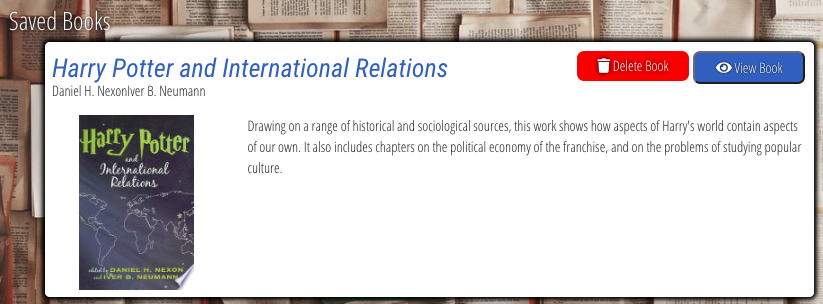 Saved Books
Harry Potter and International Relations
Delete Book
View Book
Daniel H. NexonIver B. Neumann
Drawing on a range of historical and sociological sources, this work shows how aspects of Harry's world contain aspects
of our own. It also includes chapters on the political economy of the franchise, and on the problems of studying popular
culture.
Harry Potter
and
International
Relations
edited by DANIEL H. NEXON
and IVER B. NEUMANN